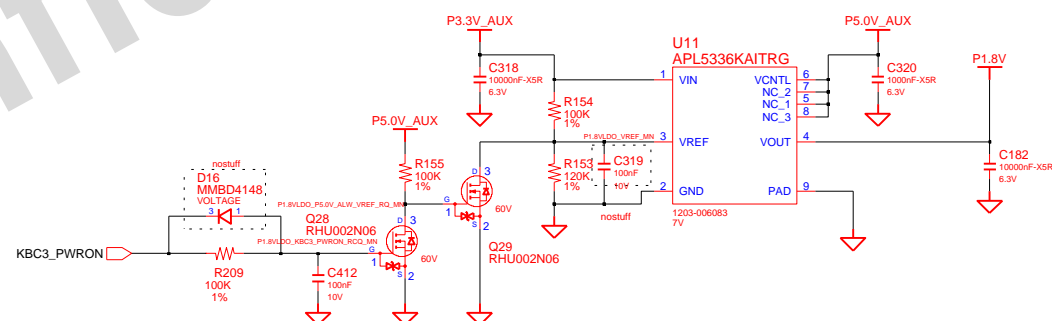 P3.3V_AUX
P5.0V_AUX
P1.8V
U11
APL5336KAITRG
C318
10000nF-X5R
6.3V
1
VIN
VCNTL
6
NC_2
7
NC_1
5
NC_3
8
C320
10000nF-X5R
6.3V
R154
100K
1%
P5.0V_AUX
P1.8VLDO_VREF_MN
3
VREF
VOUT
4
R155
100K
1%
D
3
R153
120K
1%
C319
100nF
10V
nostuff
2
GND
PAD
9
C182
10000nF-X5R
6.3V
1203-006083
7V
nostuff
D16
MMBD4148
VOLTAGE
3
1
P1.8VLDO_P5.0V_ALW_VREF_RQ_MN
G
1
S
2
60V
Q29
RHU002N06
Q28
RHU002N06
D
3
P1.8VLDO_KBC3_PWRON_RCQ_MN
G
1
S
2
60V
KBC3_PWRON
R209
100K
1%
C412
100nF
10V